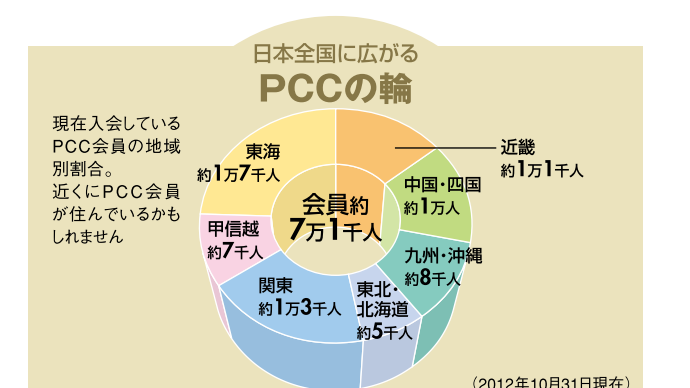 日本全国に広がる
PCCの輪
現在入会している
PCC会員の地域
別割合。
近くにPCC会員
が住んでいるかも
しれません
近畿
約1万1千人
中国・四国
約1万人
九州・沖縄
約8千人
東北・
北海道
約5千人
関東
約1万3千人
甲信越
約7千人
東海
約1万7千人
会員約
7万1千人
（2012年10月31日現在）